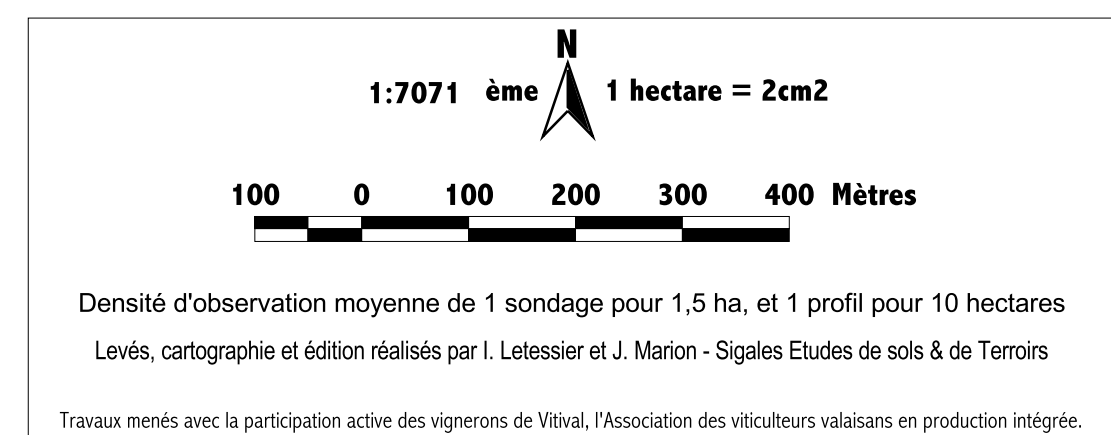 N
1:7071 ème 1 hectare = 2cm2
100 0 100 200 300 400 Mètres
Densité d'observation moyenne de 1 sondage pour 1,5 ha, et 1 profil pour 10 hectares
Levés, cartographie et édition réalisés par I. Letessier et J. Marion - Sigales Etudes de sols & de Terroirs
Travaux menés avec la participation active des vignerons de Vitival, l'Association des viticulteurs valaisans en production intégrée.